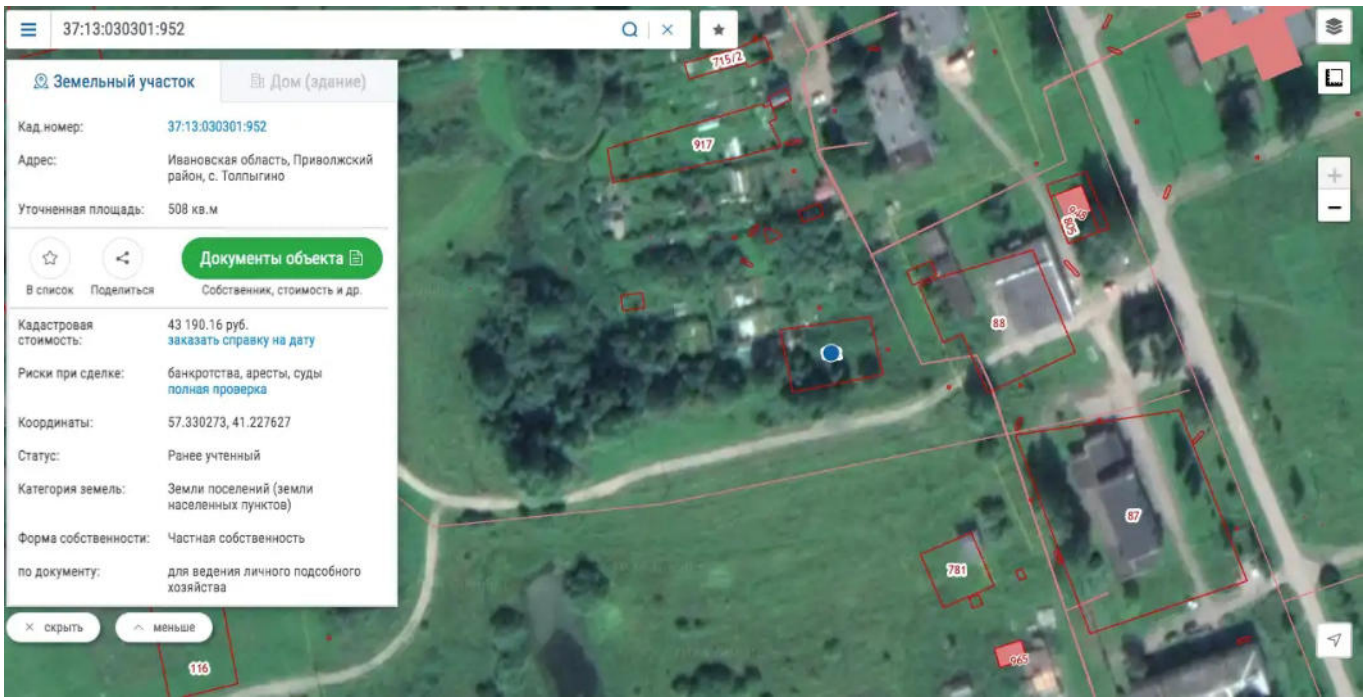 37:13:030301:952
Земельный участок
Дом (здание)
Кад.номер:
37:13:030301:952
Адрес:
Ивановская область, Приволжский
район, с. Толпыгино
Уточненная площадь:
508 кв.м
В список
Поделиться
Документы объекта
Собственник, стоимость и др.
Кадастровая
стоимость:
43 190.16 руб.
заказать справку на дату
Риски при сделке:
банкротства, аресты, суды
полная проверка
Координаты:
57.330273, 41.227627
Статус:
Ранее учтенный
Категория земель:
Земли поселений (земли
населенных пунктов)
Форма собственности:
Частная собственность
по документу:
для ведения личного подсобного
хозяйства
скрыть
меньше
715/2
917
805
88
87
781
965
116